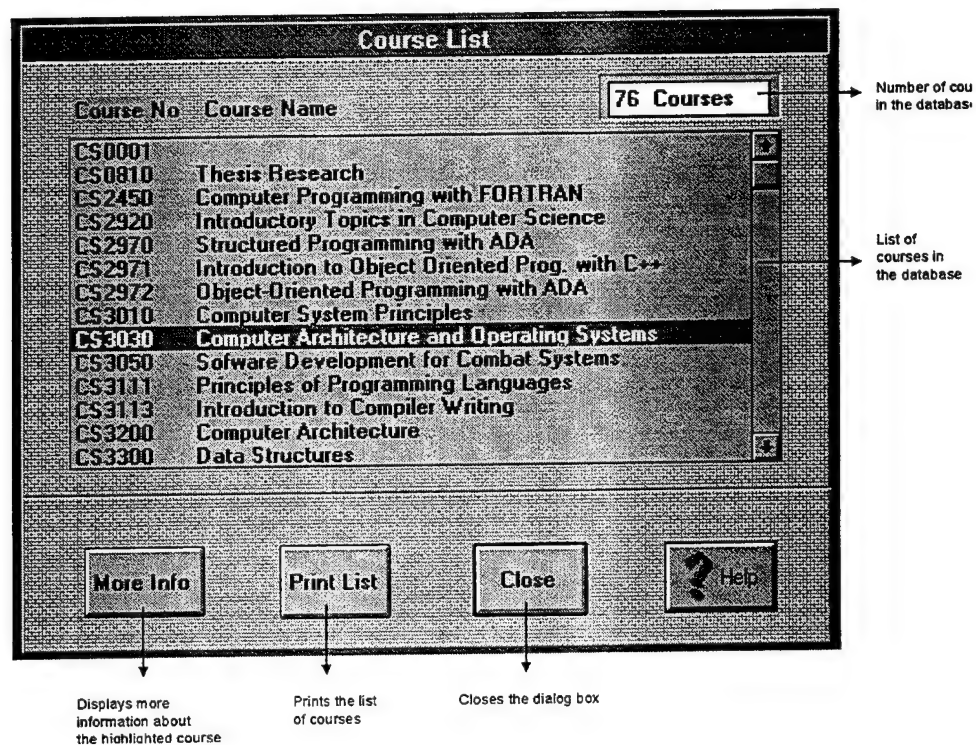 Course List
Course No Course Name
76 Courses
Number of cou
in the databas
CS0001
CS0810 Thesis Research
CS2450 Computer Programming with FORTRAN
CS2920 Introductory Topics in Computer Science
CS2970 Structured Programming with ADA
CS2971 Introduction to Object Oriented Prog. with C++
CS2972 Object-Oriented Programming with ADA
CS3010 Computer System Principles
CS3030 Computer Architecture and Operating Systems
CS3050 Sofware Development for Combat Systems
CS3111 Principles of Programming Languages
CS3113 Introduction to Compiler Writing
CS3200 Computer Architecture
CS3300 Data Structures
List of
courses in
the database
More Info
Print List
Close
? Help
Displays more
information about
the highlighted course
Prints the list
of courses
Closes the dialog box